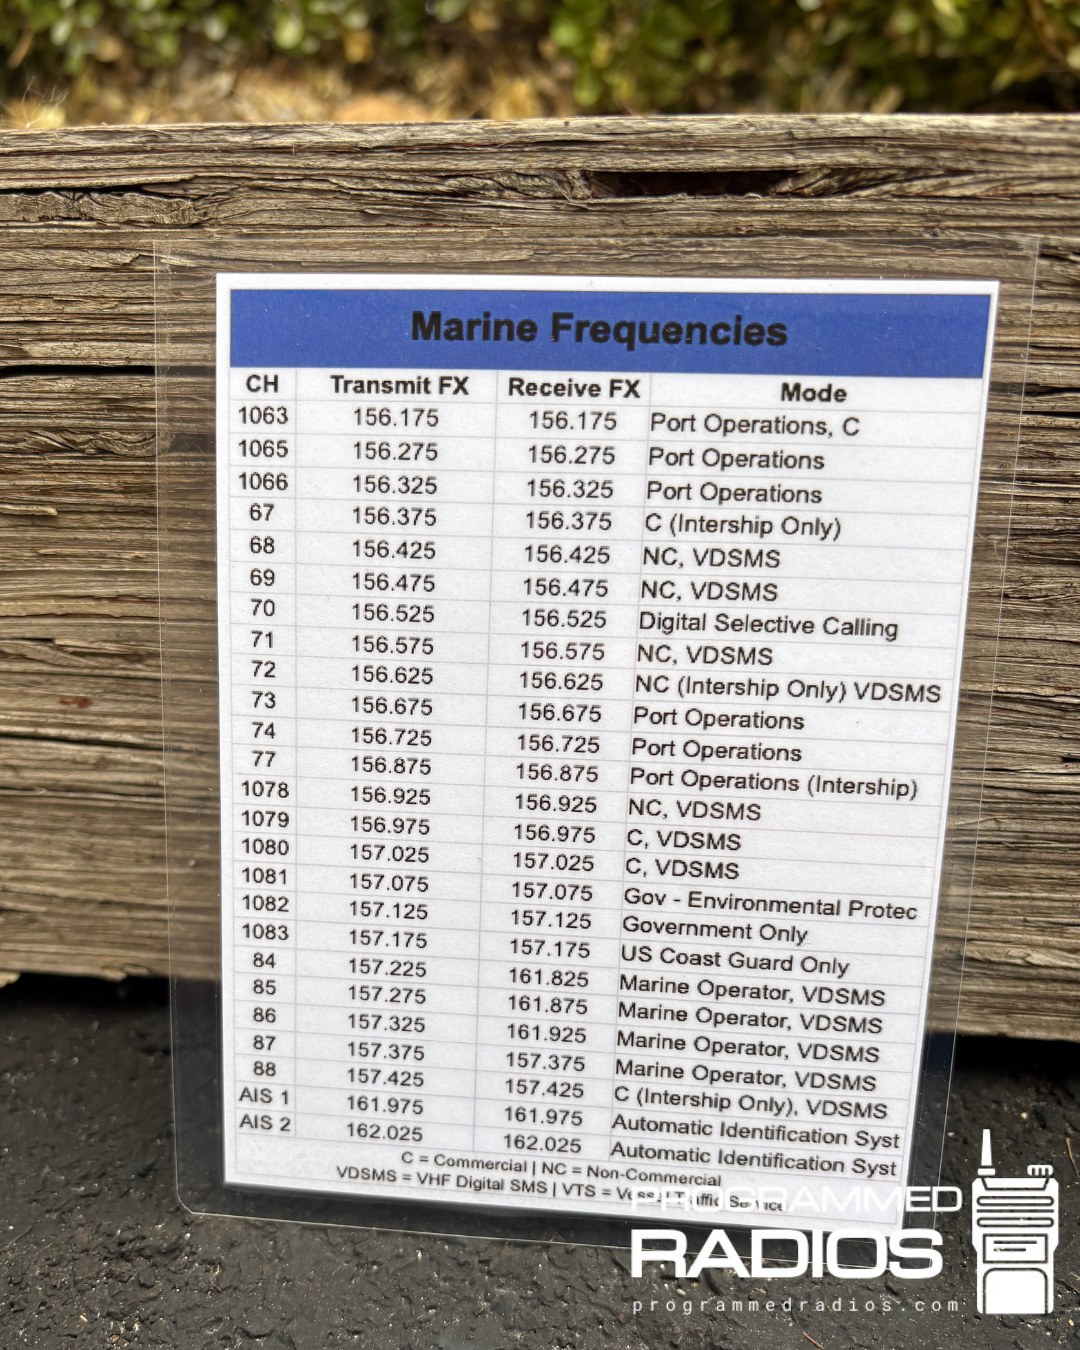 Marine Frequencies
CH Transmit FX Receive FX Mode
1063 156.175 156.175 Port Operations, C
1065 156.275 156.275 Port Operations
1066 156.325 156.325 Port Operations
67 156.375 156.375 C (Intership Only)
68 156.425 156.425 NC, VDSMS
69 156.475 156.475 NC, VDSMS
70 156.525 156.525 Digital Selective Calling
71 156.575 156.575 NC, VDSMS
72 156.625 156.625 NC (Intership Only) VDSMS
73 156.675 156.675 Port Operations
74 156.725 156.725 Port Operations
77 156.875 156.875 Port Operations (Intership)
1078 156.925 156.925 NC, VDSMS
1079 156.975 156.975 C, VDSMS
1080 157.025 157.025 C, VDSMS
1081 157.075 157.075 Gov - Environmental Protec
1082 157.125 157.125 Government Only
1083 157.175 157.175 US Coast Guard Only
84 157.225 161.825 Marine Operator, VDSMS
85 157.275 161.875 Marine Operator, VDSMS
86 157.325 161.925 Marine Operator, VDSMS
87 157.375 157.375 Marine Operator, VDSMS
88 157.425 157.425 C (Intership Only), VDSMS
AIS 1 161.975 161.975 Automatic Identification Syst
AIS 2 162.025 162.025 Automatic Identification Syst
C = Commercial | NC = Non-Commercial
VDSMS = VHF Digital SMS | VTS = Vessel Traffic Service
PROGRAMMED
RADIOS
programmedradios.com